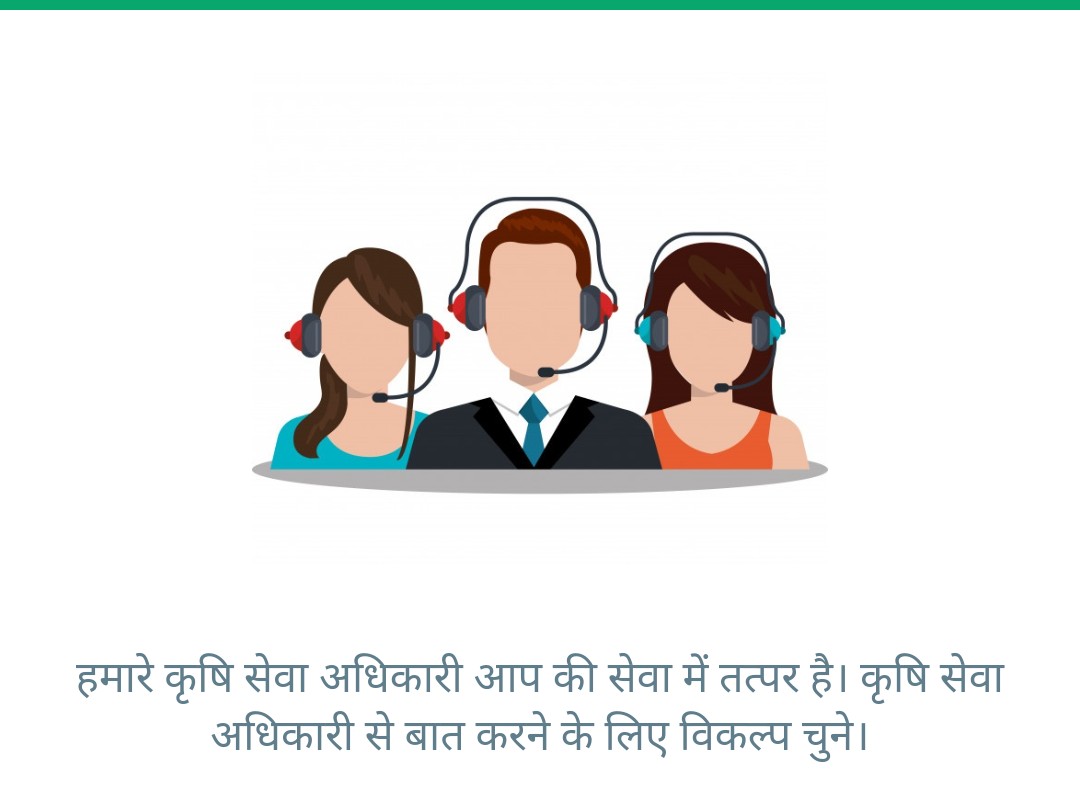 हमारे कृषि सेवा अधिकारी आप की सेवा में तत्पर है। कृषि सेवा
अधिकारी से बात करने के लिए विकल्प चुने।